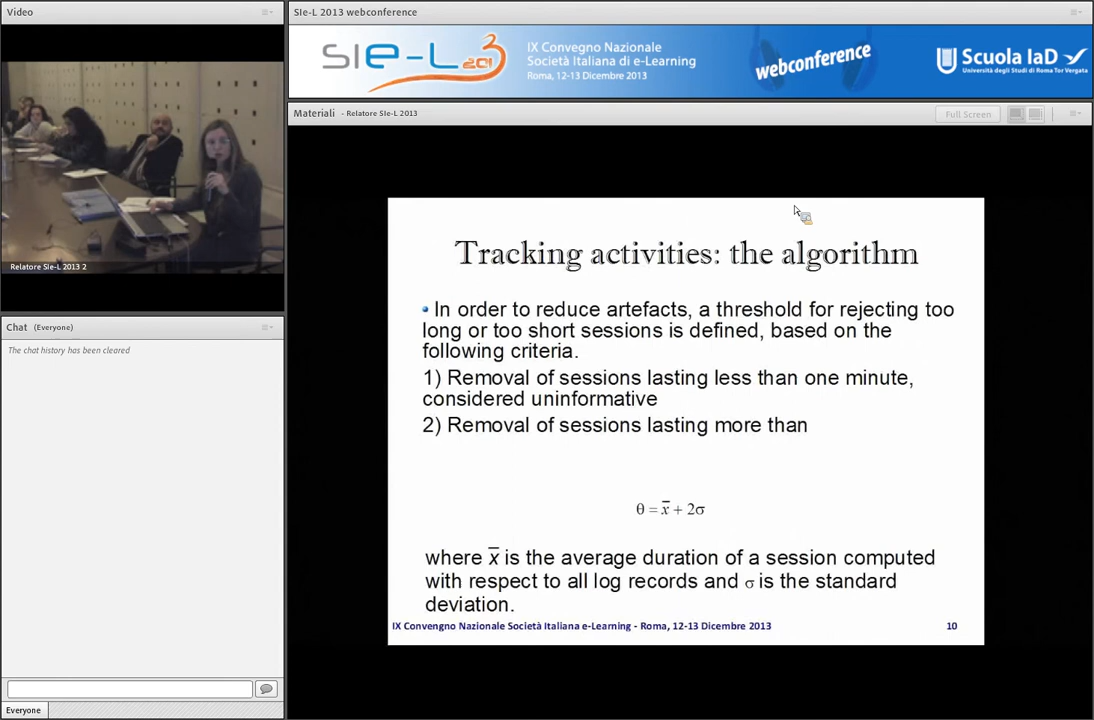 Video
SIe-L 2013 webconference
SIe-L 2013
IX Convegno Nazionale
Società Italiana di e-Learning
Roma, 12-13 Dicembre 2013
webconference
Scuola IaD
Università degli Studi di Roma Tor Vergata
Materiali - Relatore SIe-L 2013
Full Screen
Relatore SIe-L 2013 2
Chat (Everyone)
The chat history has been cleared
Tracking activities: the algorithm
• In order to reduce artefacts, a threshold for rejecting too
long or too short sessions is defined, based on the
following criteria.
1) Removal of sessions lasting less than one minute,
considered uninformative
2) Removal of sessions lasting more than
θ = x̅ + 2σ
where x̅ is the average duration of a session computed
with respect to all log records and σ is the standard
deviation.
IX Convengno Nazionale Società Italiana e-Learning - Roma, 12-13 Dicembre 2013 10
Everyone